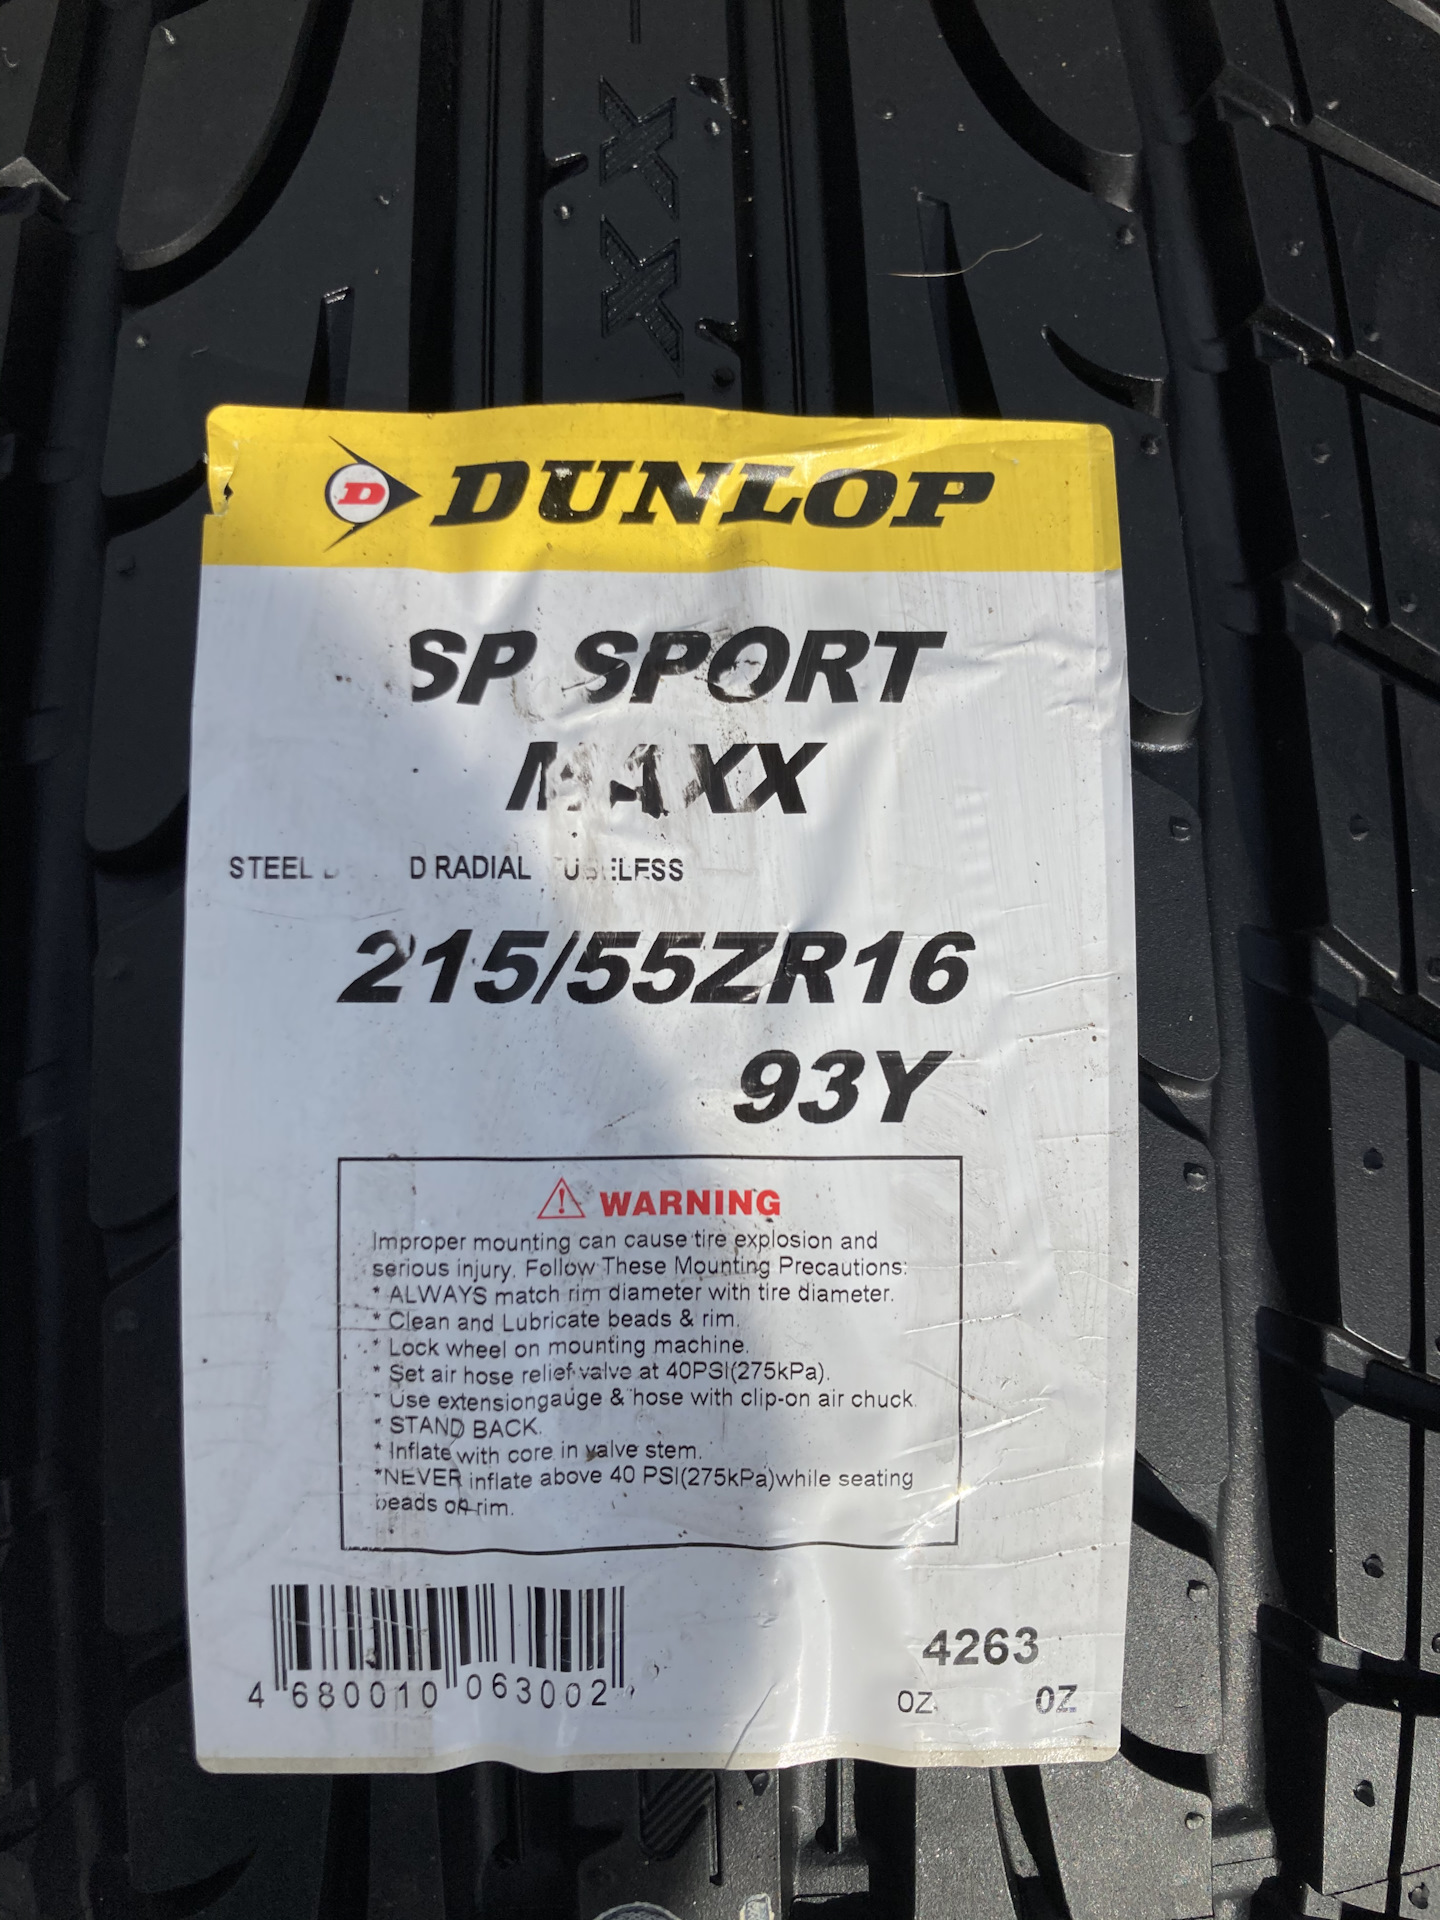 XX
D DUNLOP
SP SPORT
MAXX
STEEL D RADIAL TUBELESS
215/55ZR16
93Y
WARNING
Improper mounting can cause tire explosion and
serious injury. Follow These Mounting Precautions:
* ALWAYS match rim diameter with tire diameter.
* Clean and Lubricate beads & rim.
* Lock wheel on mounting machine.
* Set air hose relief valve at 40PSI(275kPa).
* Use extensiongauge & hose with clip-on air chuck.
* STAND BACK.
* Inflate with core in valve stem.
*NEVER inflate above 40 PSI(275kPa)while seating
beads on rim.
4 680010 063002
4263
OZ OZ